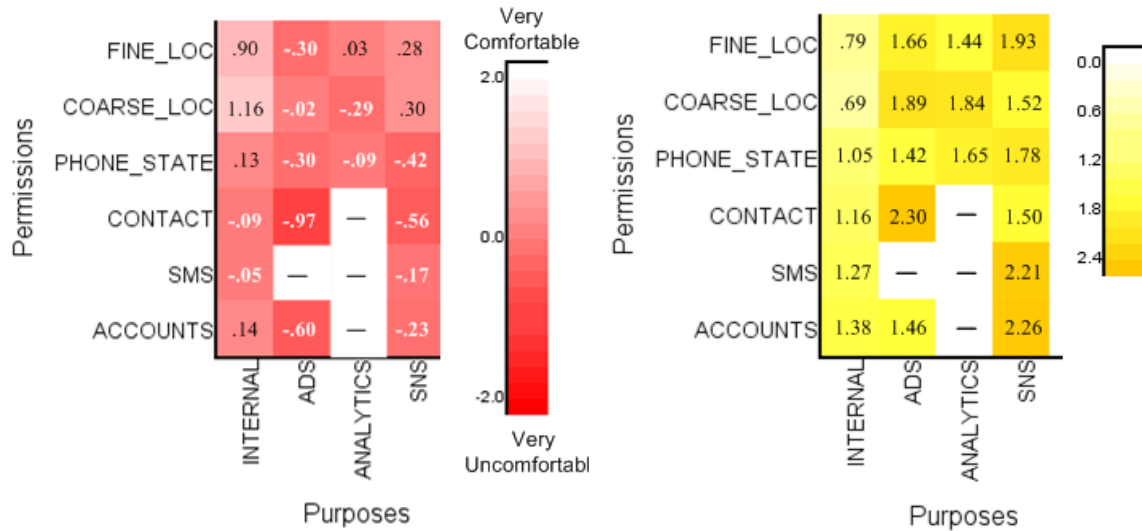 Very
Comfortable
FINE_LOC .90 -.30 .03 .28
COARSE_LOC 1.16 -.02 -.29 .30
PHONE_STATE .13 -.30 -.09 -.42
CONTACT -.09 -.97 — -.56
SMS -.05 — — -.17
ACCOUNTS .14 -.60 — -.23
Permissions
INTERNAL
ADS
ANALYTICS
SNS
Purposes
2.0
0.0
-2.0
Very
Uncomfortabl
FINE_LOC .79 1.66 1.44 1.93
COARSE_LOC .69 1.89 1.84 1.52
PHONE_STATE 1.05 1.42 1.65 1.78
CONTACT 1.16 2.30 — 1.50
SMS 1.27 — — 2.21
ACCOUNTS 1.38 1.46 — 2.26
Permissions
INTERNAL
ADS
ANALYTICS
SNS
Purposes
0.0
0.6
1.2
1.8
2.4